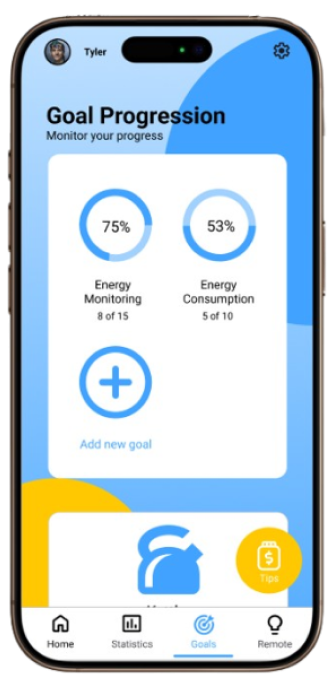 Tyler
Goal Progression
Monitor your progress
75%
53%
Energy
Monitoring
8 of 15
Energy
Consumption
5 of 10
Add new goal
$
Tips
Home
Statistics
Goals
Remote